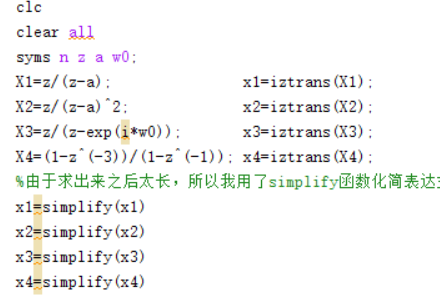 clc
clear all
syms n z a w0;
X1=z/(z-a); x1=iztrans(X1);
X2=z/(z-a)^2; x2=iztrans(X2);
X3=z/(z-exp(i*w0)); x3=iztrans(X3);
X4=(1-z^(-3))/(1-z^(-1)); x4=iztrans(X4);
%由于求出来之后太长，所以我用了simplify函数化简表达
x1=simplify(x1)
x2=simplify(x2)
x3=simplify(x3)
x4=simplify(x4)